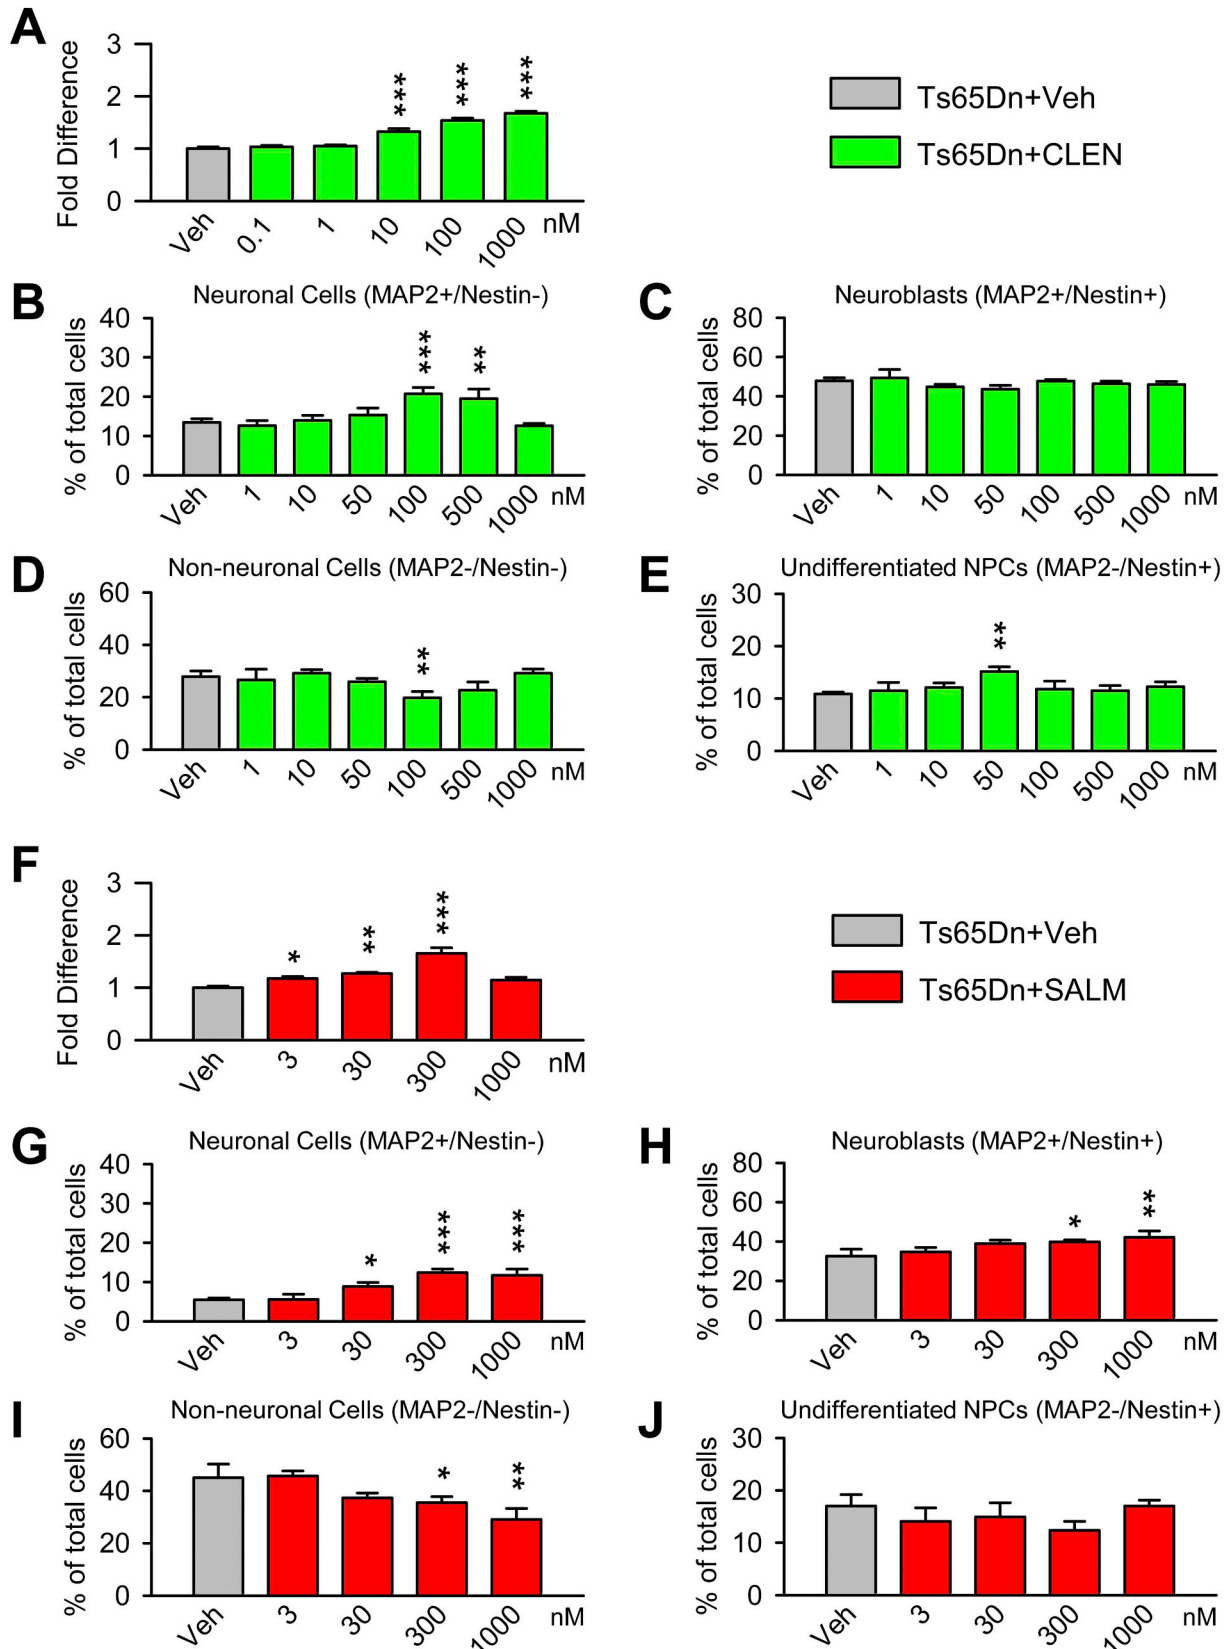 A
Fold Difference
3
2
1
0
***
***
***
Veh
0.1
1
10
100
1000
nM
Ts65Dn+Veh
Ts65Dn+CLEN
B
Neuronal Cells (MAP2+/Nestin-)
% of total cells
40
30
20
10
0
***
**
Veh
1
10
50
100
500
1000
nM
C
Neuroblasts (MAP2+/Nestin+)
% of total cells
80
60
40
20
0
Veh
1
10
50
100
500
1000
nM
D
Non-neuronal Cells (MAP2-/Nestin-)
% of total cells
60
40
20
0
**
Veh
1
10
50
100
500
1000
nM
E
Undifferentiated NPCs (MAP2-/Nestin+)
% of total cells
30
20
10
0
**
Veh
1
10
50
100
500
1000
nM
F
Fold Difference
3
2
1
0
*
**
***
Veh
3
30
300
1000
nM
Ts65Dn+Veh
Ts65Dn+SALM
G
Neuronal Cells (MAP2+/Nestin-)
% of total cells
40
30
20
10
0
*
***
***
Veh
3
30
300
1000
nM
H
Neuroblasts (MAP2+/Nestin+)
% of total cells
80
60
40
20
0
*
**
Veh
3
30
300
1000
nM
I
Non-neuronal Cells (MAP2-/Nestin-)
% of total cells
60
40
20
0
*
**
Veh
3
30
300
1000
nM
J
Undifferentiated NPCs (MAP2-/Nestin+)
% of total cells
30
20
10
0
Veh
3
30
300
1000
nM